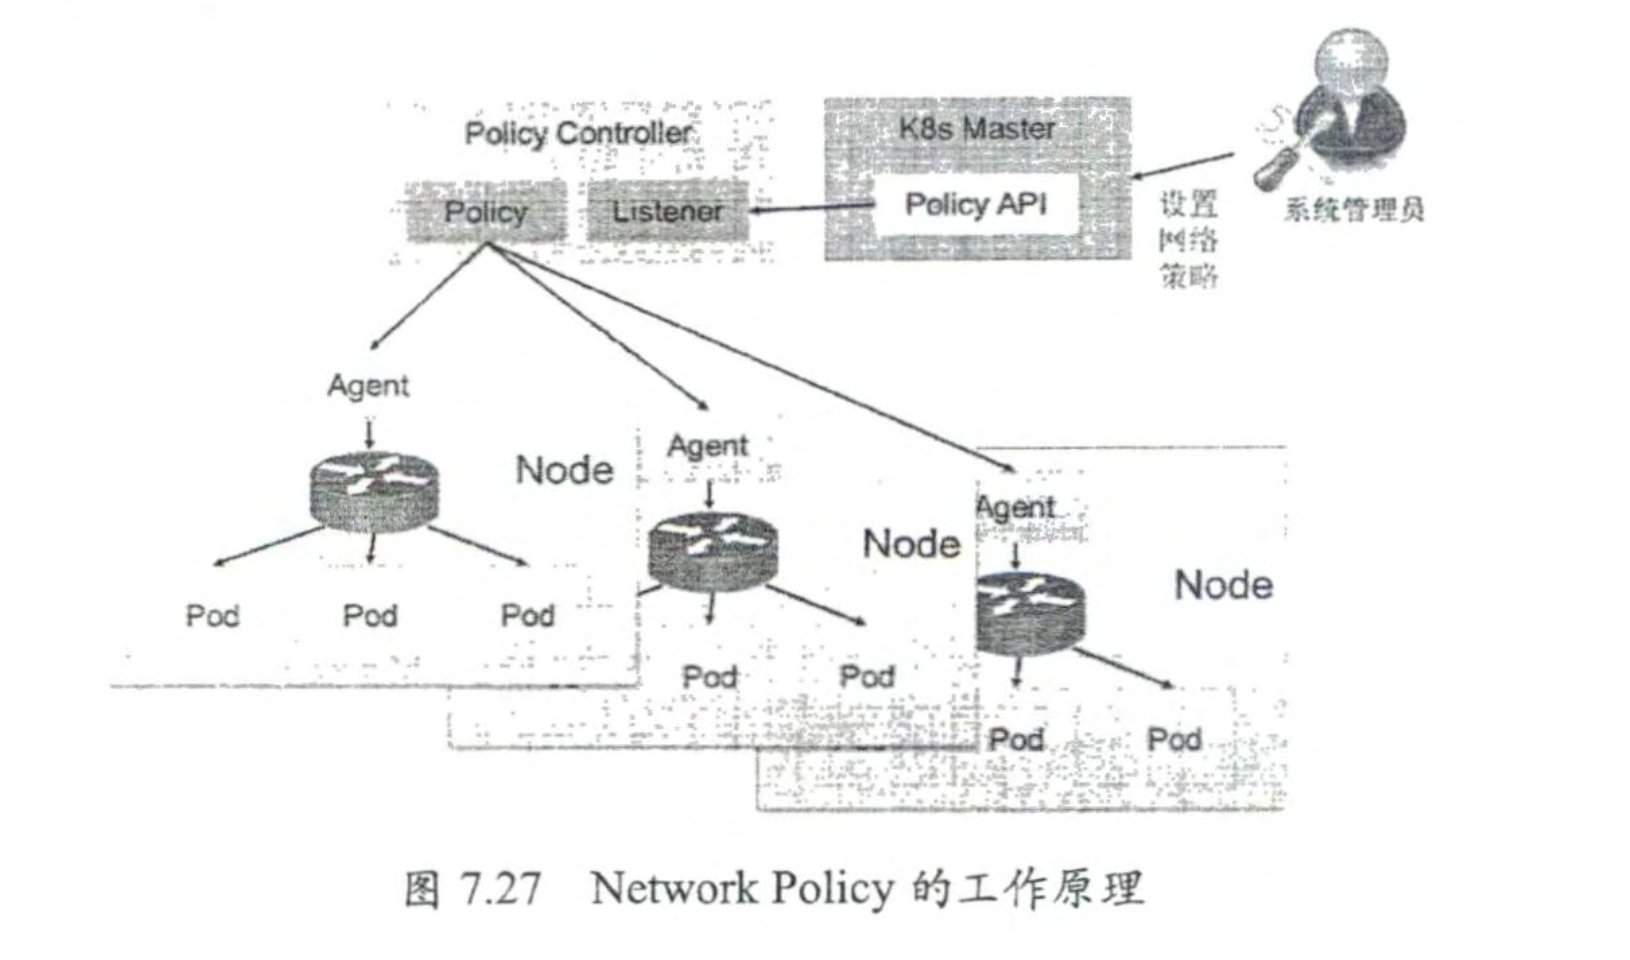 Policy Controller
K8s Master
Policy
Listener
Policy API
设置
网络
策略
系统管理员
Agent
Agent
Agent
Node
Node
Node
Pod
Pod
Pod
Pod
Pod
Pod
Pod
图 7.27 Network Policy 的工作原理